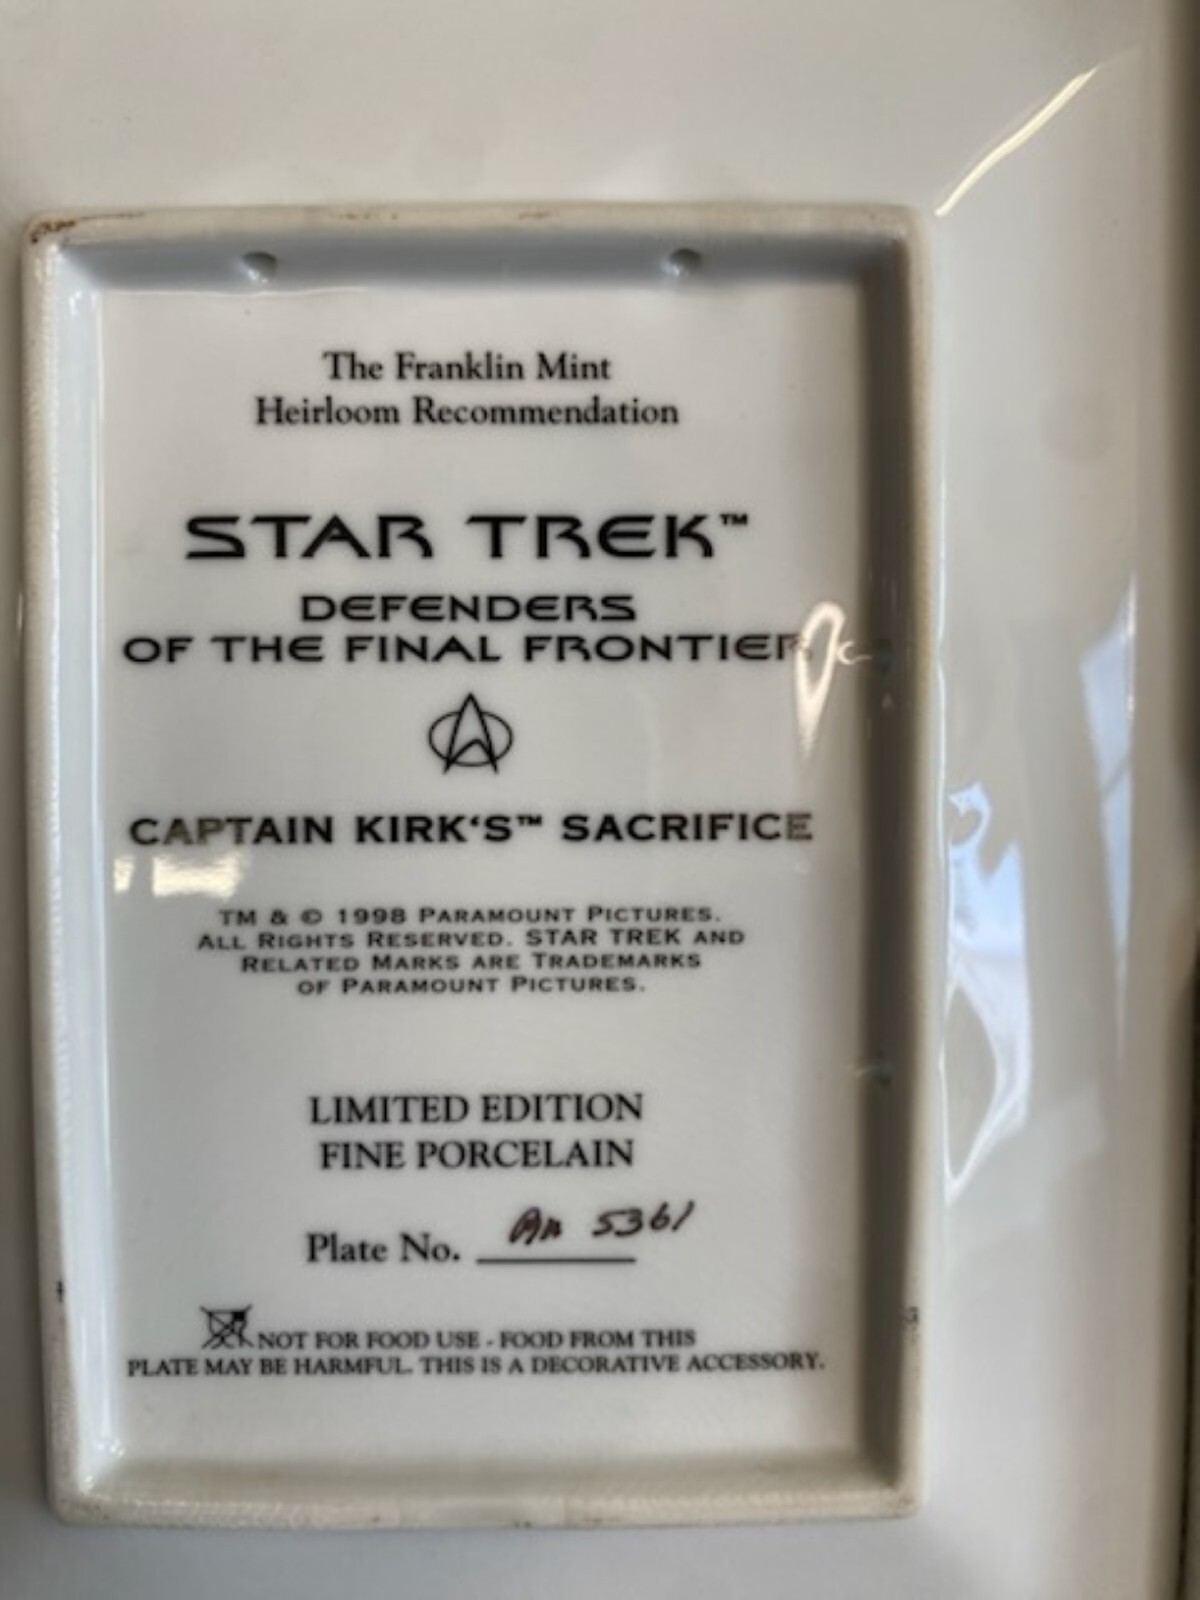 The Franklin Mint
Heirloom Recommendation
STAR TREK™
DEFENDERS
OF THE FINAL FRONTIER
CAPTAIN KIRK‘S™ SACRIFICE
TM & © 1998 PARAMOUNT PICTURES.
ALL RIGHTS RESERVED. STAR TREK AND
RELATED MARKS ARE TRADEMARKS
OF PARAMOUNT PICTURES.
LIMITED EDITION
FINE PORCELAIN
Plate No. 5361
NOT FOR FOOD USE - FOOD FROM THIS
PLATE MAY BE HARMFUL. THIS IS A DECORATIVE ACCESSORY.